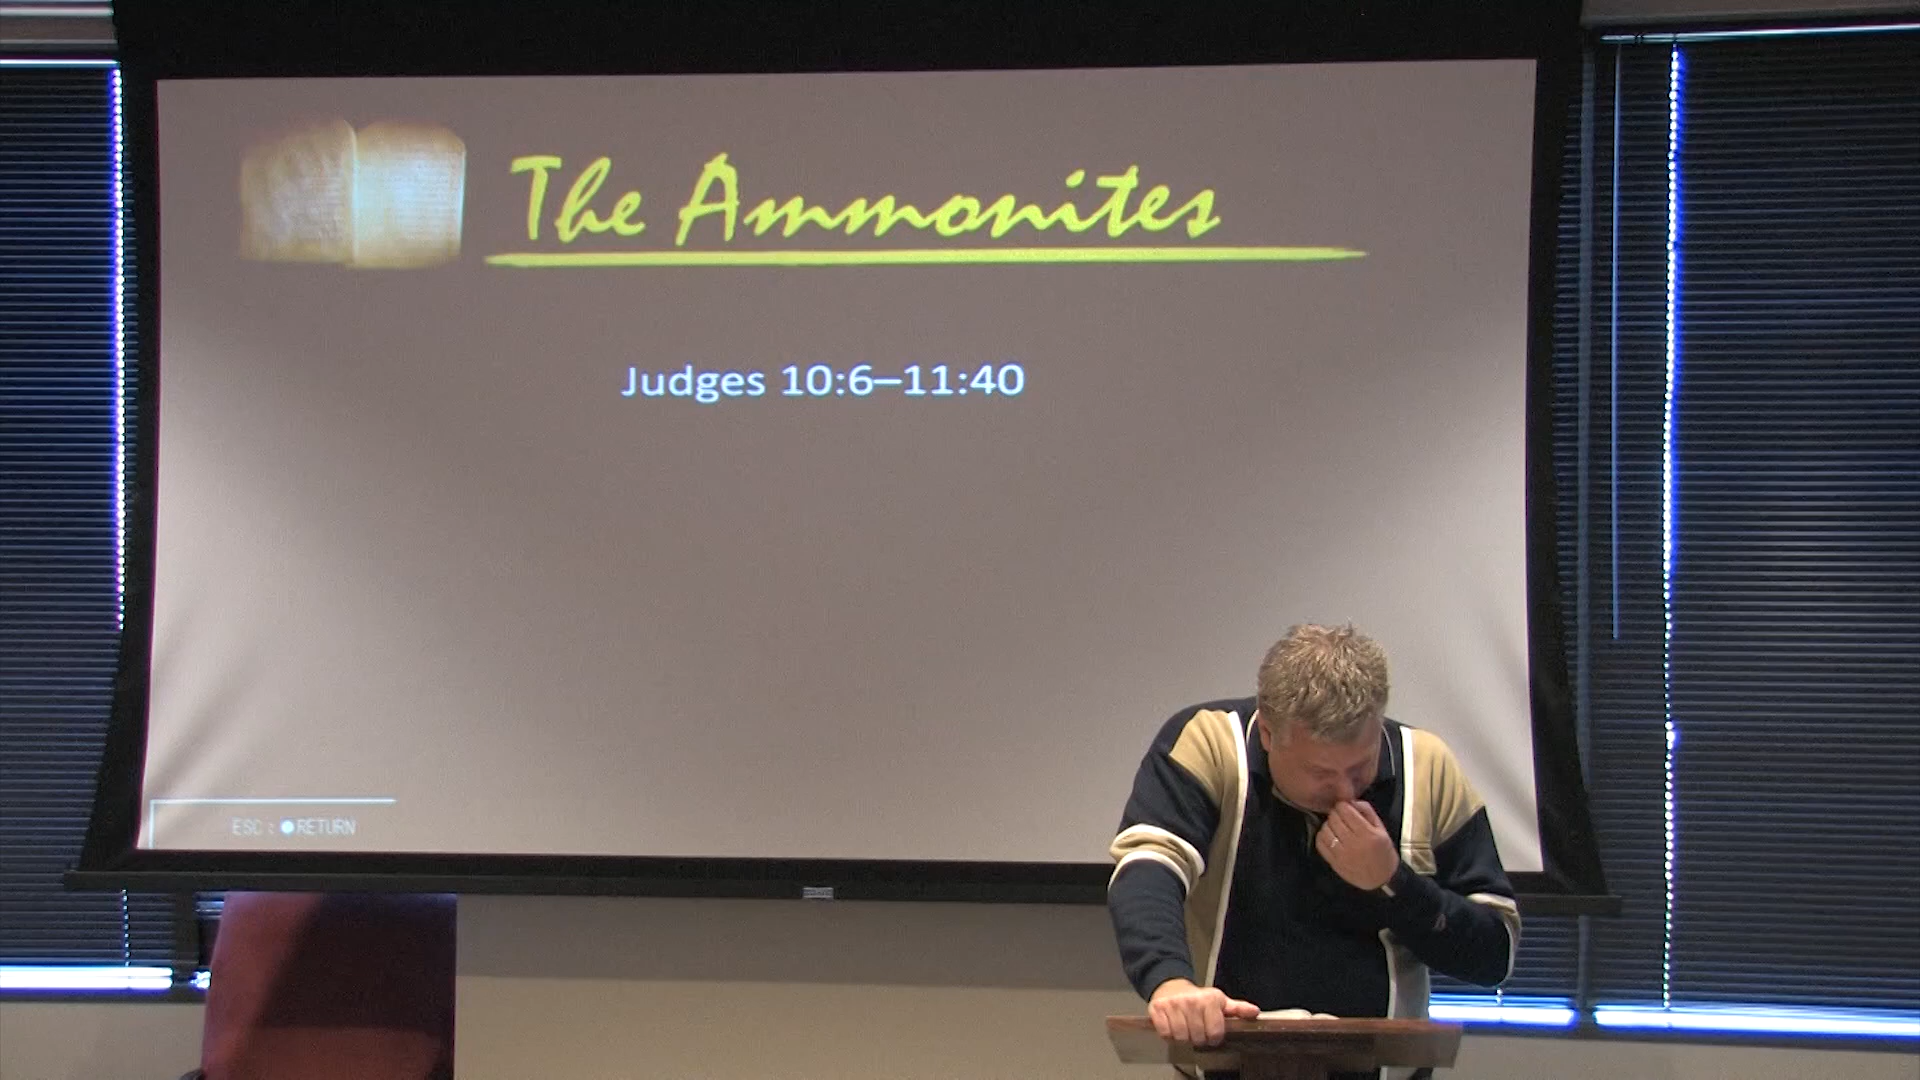 The Ammonites
Judges 10:6–11:40
ESC : ●RETURN